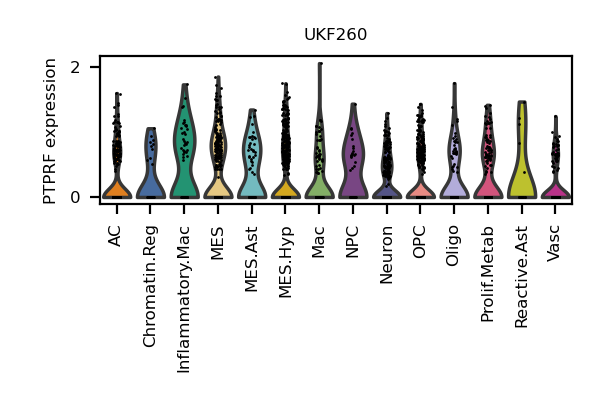 UKF260
PTPRF expression
2
0
AC
Chromatin.Reg
Inflammatory.Mac
MES
MES.Ast
MES.Hyp
Mac
NPC
Neuron
OPC
Oligo
Prolif.Metab
Reactive.Ast
Vasc